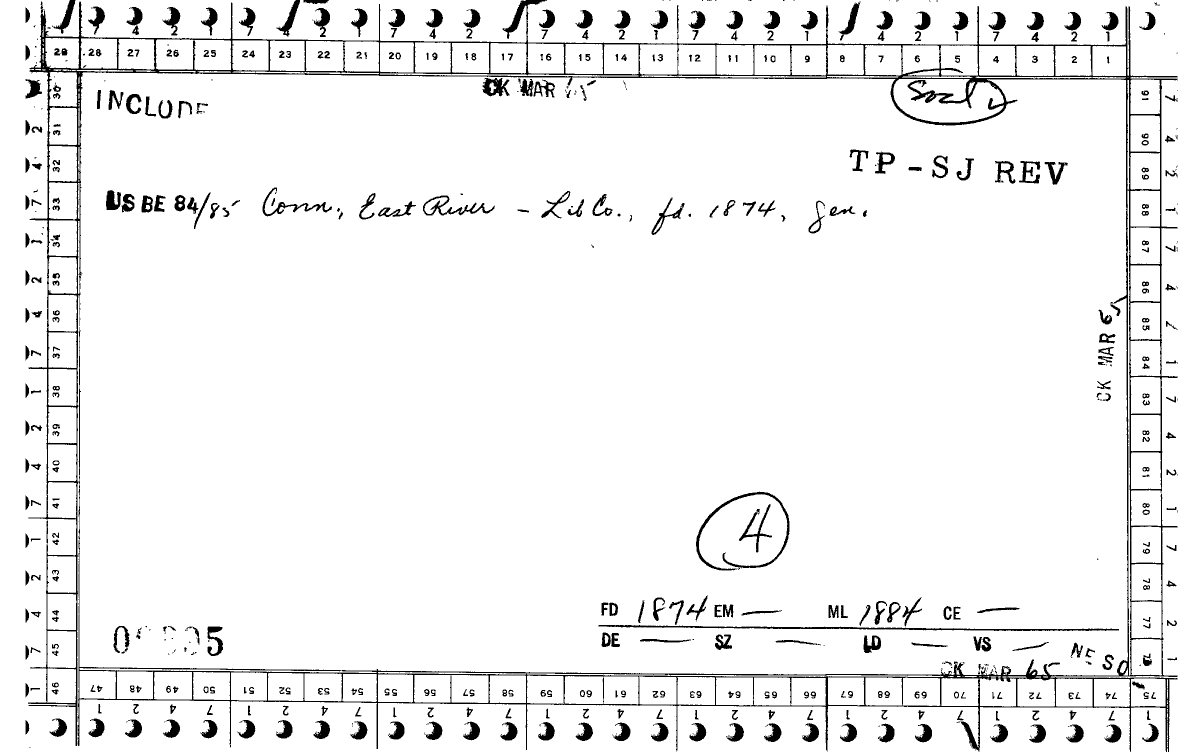 7 4 2 1 7 4 2 1 7 4 2 1 7 4 2 1 7 4 2 1 7 4 2 1 7 4 2 1
29 28 27 26 25 24 23 22 21 20 19 18 17 16 15 14 13 12 11 10 9 8 7 6 5 4 3 2 1
CK MAR 65
INCLUDE
TP-SJ REV
US BE 84/85 Conn., East River - Lib Co., fd. 1874, gen.
30 31 32 33 34 35 36 37 38 39 40 41 42 43 44 45 46
91 90 89 88 87 86 85 84 83 82 81 80 79 78 77
CK MAR 65
4
FD 1874 EM — ML 1884 CE —
DE — SZ — LD — VS —
CK MAR 65
47 48 49 50 51 52 53 54 55 56 57 58 59 60 61 62 63 64 65 66 67 68 69 70 71 72 73 74 75
1 2 4 7 1 2 4 7 1 2 4 7 1 2 4 7 1 2 4 7 1 2 4 7 1 2 4 7 1